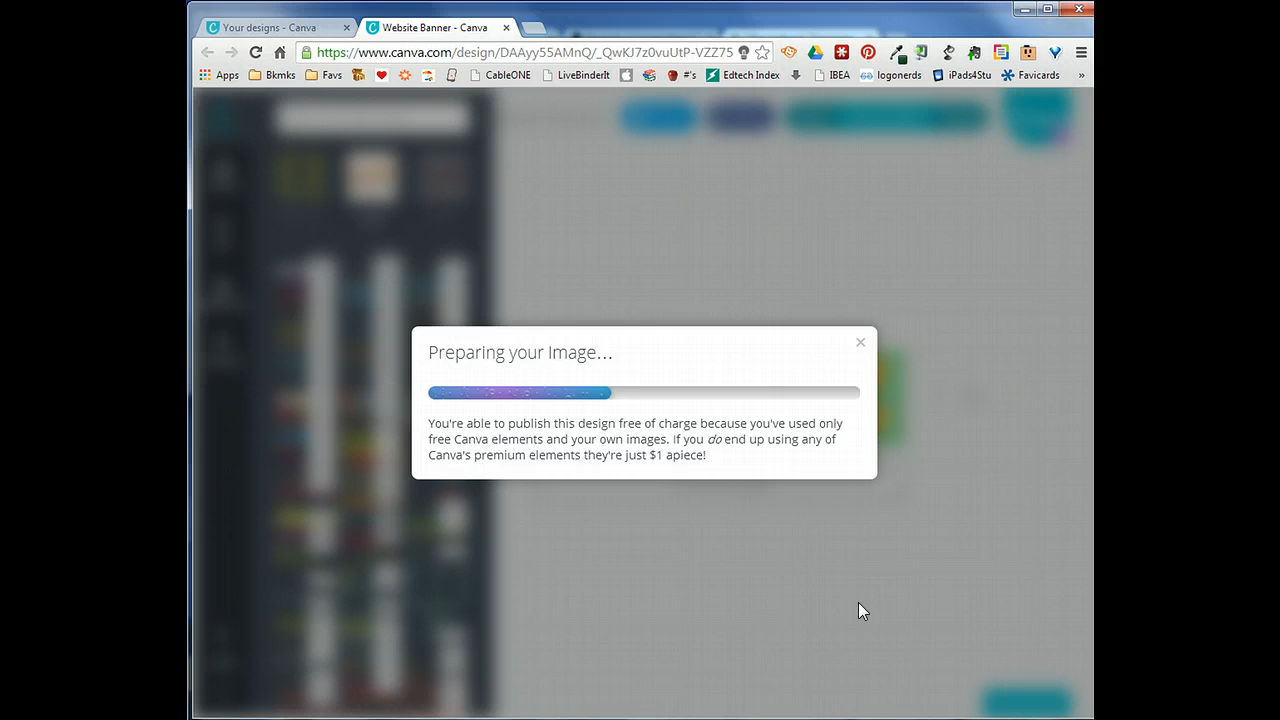 Your designs - Canva
Website Banner - Canva
https://www.canva.com/design/DAAyy55AMnQ/_QwKJ7z0vuUtP-VZZ75
Apps Bkmks Favs CableONE LiveBinderIt #'s Edtech Index IBEA logonerds iPads4Stu Favicards »
Preparing your Image...
You're able to publish this design free of charge because you've used only
free Canva elements and your own images. If you do end up using any of
Canva's premium elements they're just $1 apiece!